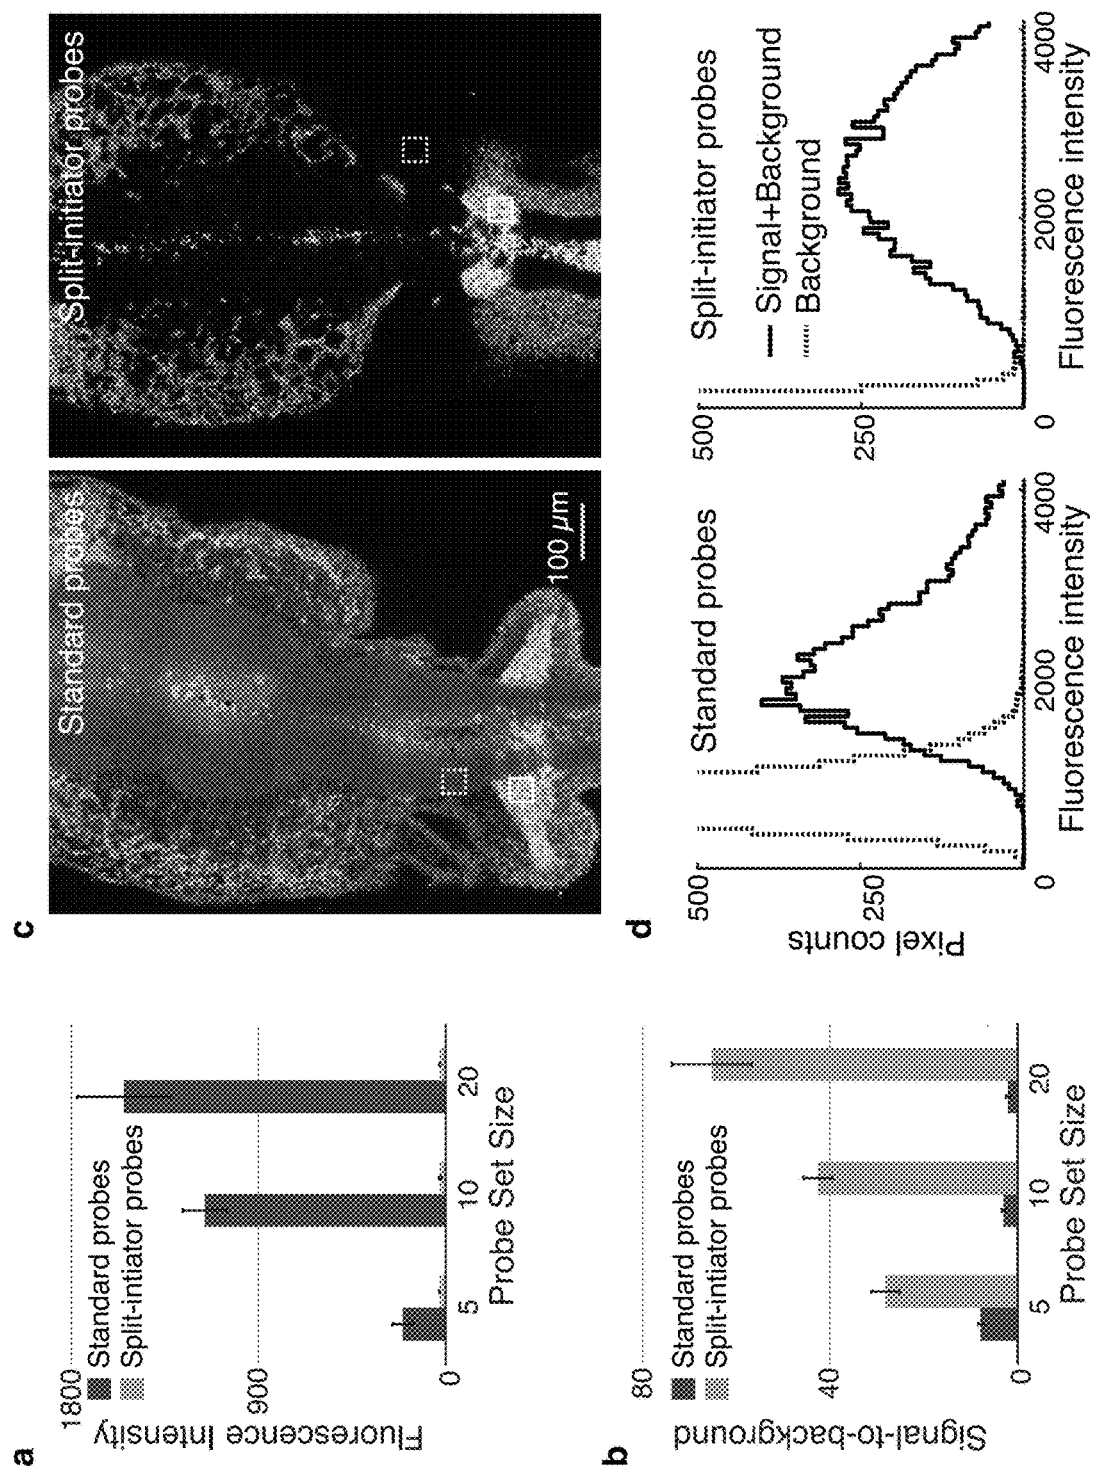 a
Fluorescence Intensity
1800
900
0
Standard probes
Split-intiator probes
5
10
20
Probe Set Size
b
Signal-to-background
80
40
0
Standard probes
Split-intiator probes
5
10
20
Probe Set Size
c
Standard probes
100 μm
Split-initiator probes
d
Pixel counts
500
250
Standard probes
0
2000
4000
Fluorescence intensity
500
250
Split-initiator probes
Signal+Background
Background
0
2000
4000
Fluorescence intensity